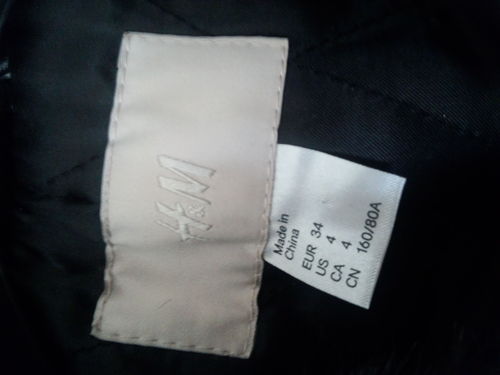 H&M
Made in
China
EUR 34
US 4
CA 4
CN 160/80A